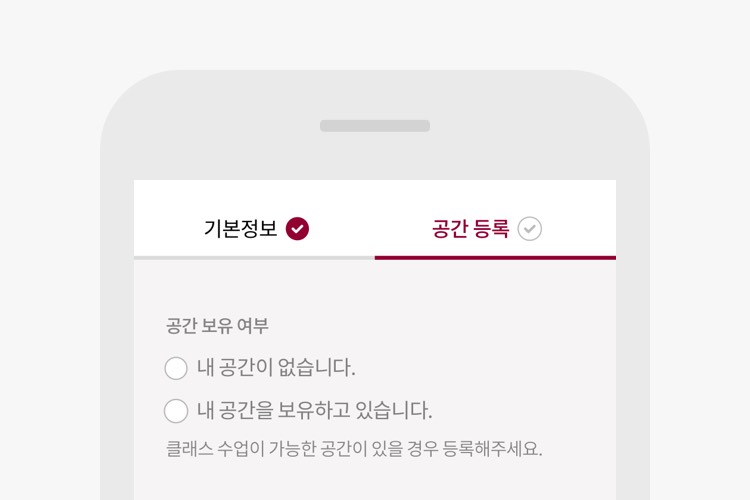 기본정보 공간 등록
공간 보유 여부
내 공간이 없습니다.
내 공간을 보유하고 있습니다.
클래스 수업이 가능한 공간이 있을 경우 등록해주세요.